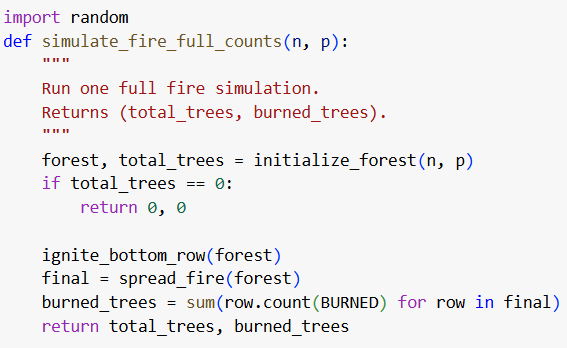 import random
def simulate_fire_full_counts(n, p):
    """
    Run one full fire simulation.
    Returns (total_trees, burned_trees).
    """
    forest, total_trees = initialize_forest(n, p)
    if total_trees == 0:
        return 0, 0

    ignite_bottom_row(forest)
    final = spread_fire(forest)
    burned_trees = sum(row.count(BURNED) for row in final)
    return total_trees, burned_trees